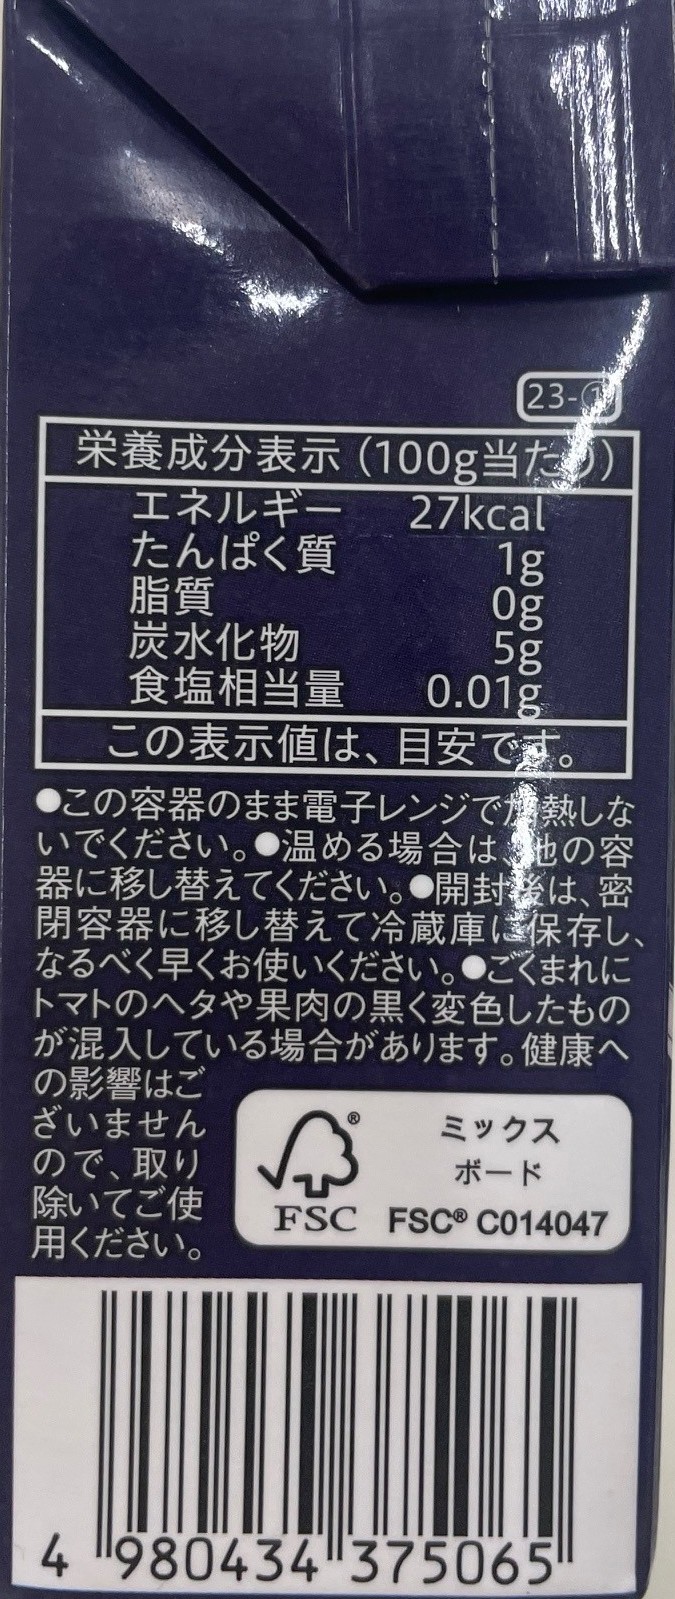 23-①
栄養成分表示（100g当たり）
エネルギー 27kcal
たんぱく質 1g
脂質 0g
炭水化物 5g
食塩相当量 0.01g
この表示値は、目安です。
●この容器のまま電子レンジで加熱しな
いでください。●温める場合は、他の容
器に移し替えてください。●開封後は、密
閉容器に移し替えて冷蔵庫に保存し、
なるべく早くお使いください。●ごくまれに
トマトのヘタや果肉の黒く変色したもの
が混入している場合があります。健康へ
の影響はご
ざいません
ので、取り
除いてご使
用ください。
®
FSC
ミックス
ボード
FSC® C014047
4 980434 375065